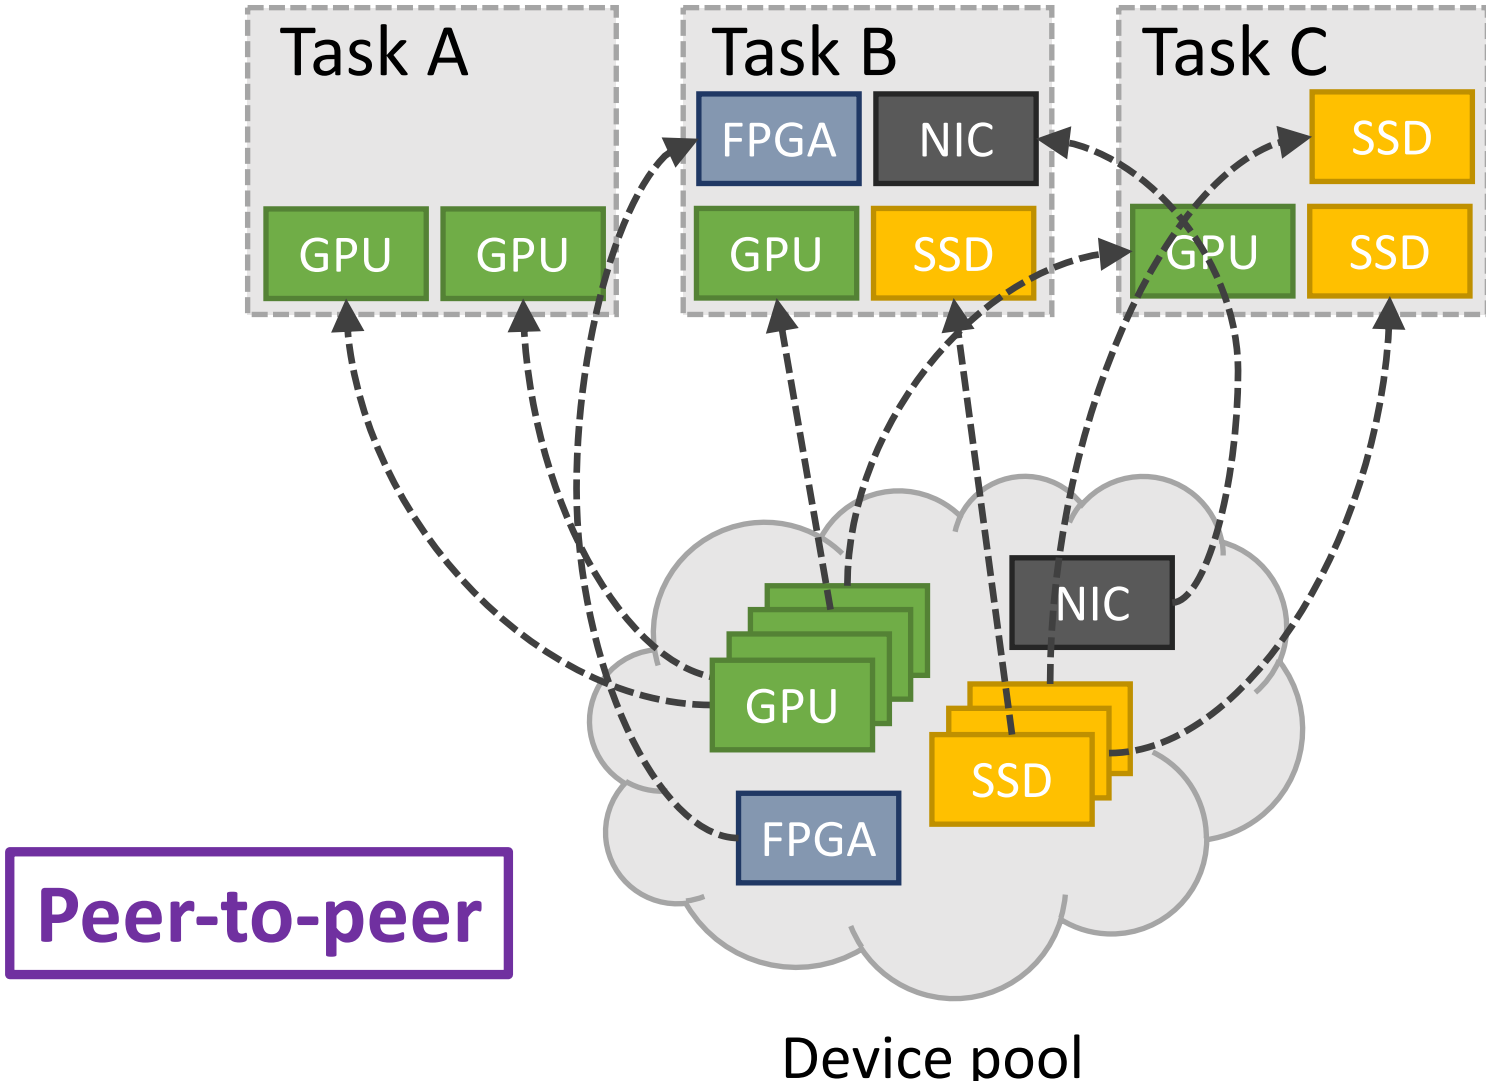 Task A
Task B
Task C
FPGA
NIC
SSD
GPU
GPU
GPU
SSD
GPU
SSD
NIC
GPU
SSD
FPGA
Peer-to-peer
Device pool